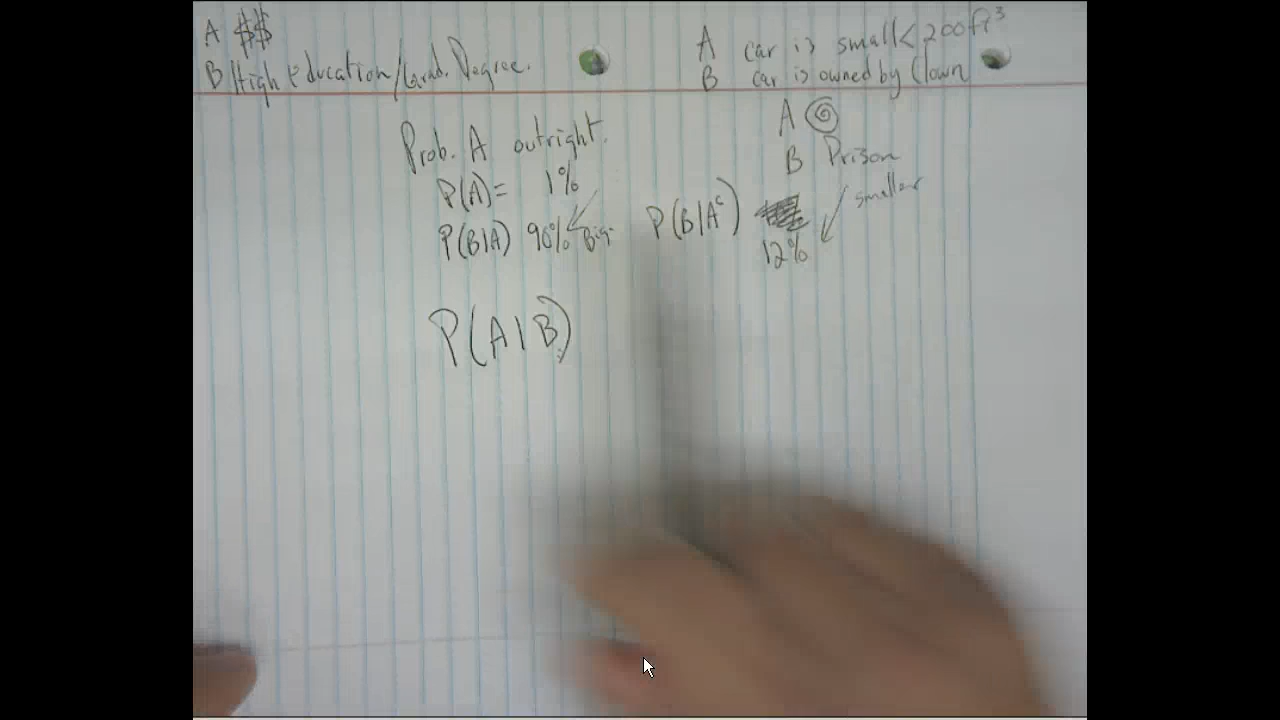 A $$
B High Education/Grad. Degree.
A car is small < 200 ft³
B car is owned by Clown
A
B Prison
Prob. A outright.
P(A) = 1%
P(B|A) 90% Big
P(B|Aᶜ) 12% smaller
P(A|B)